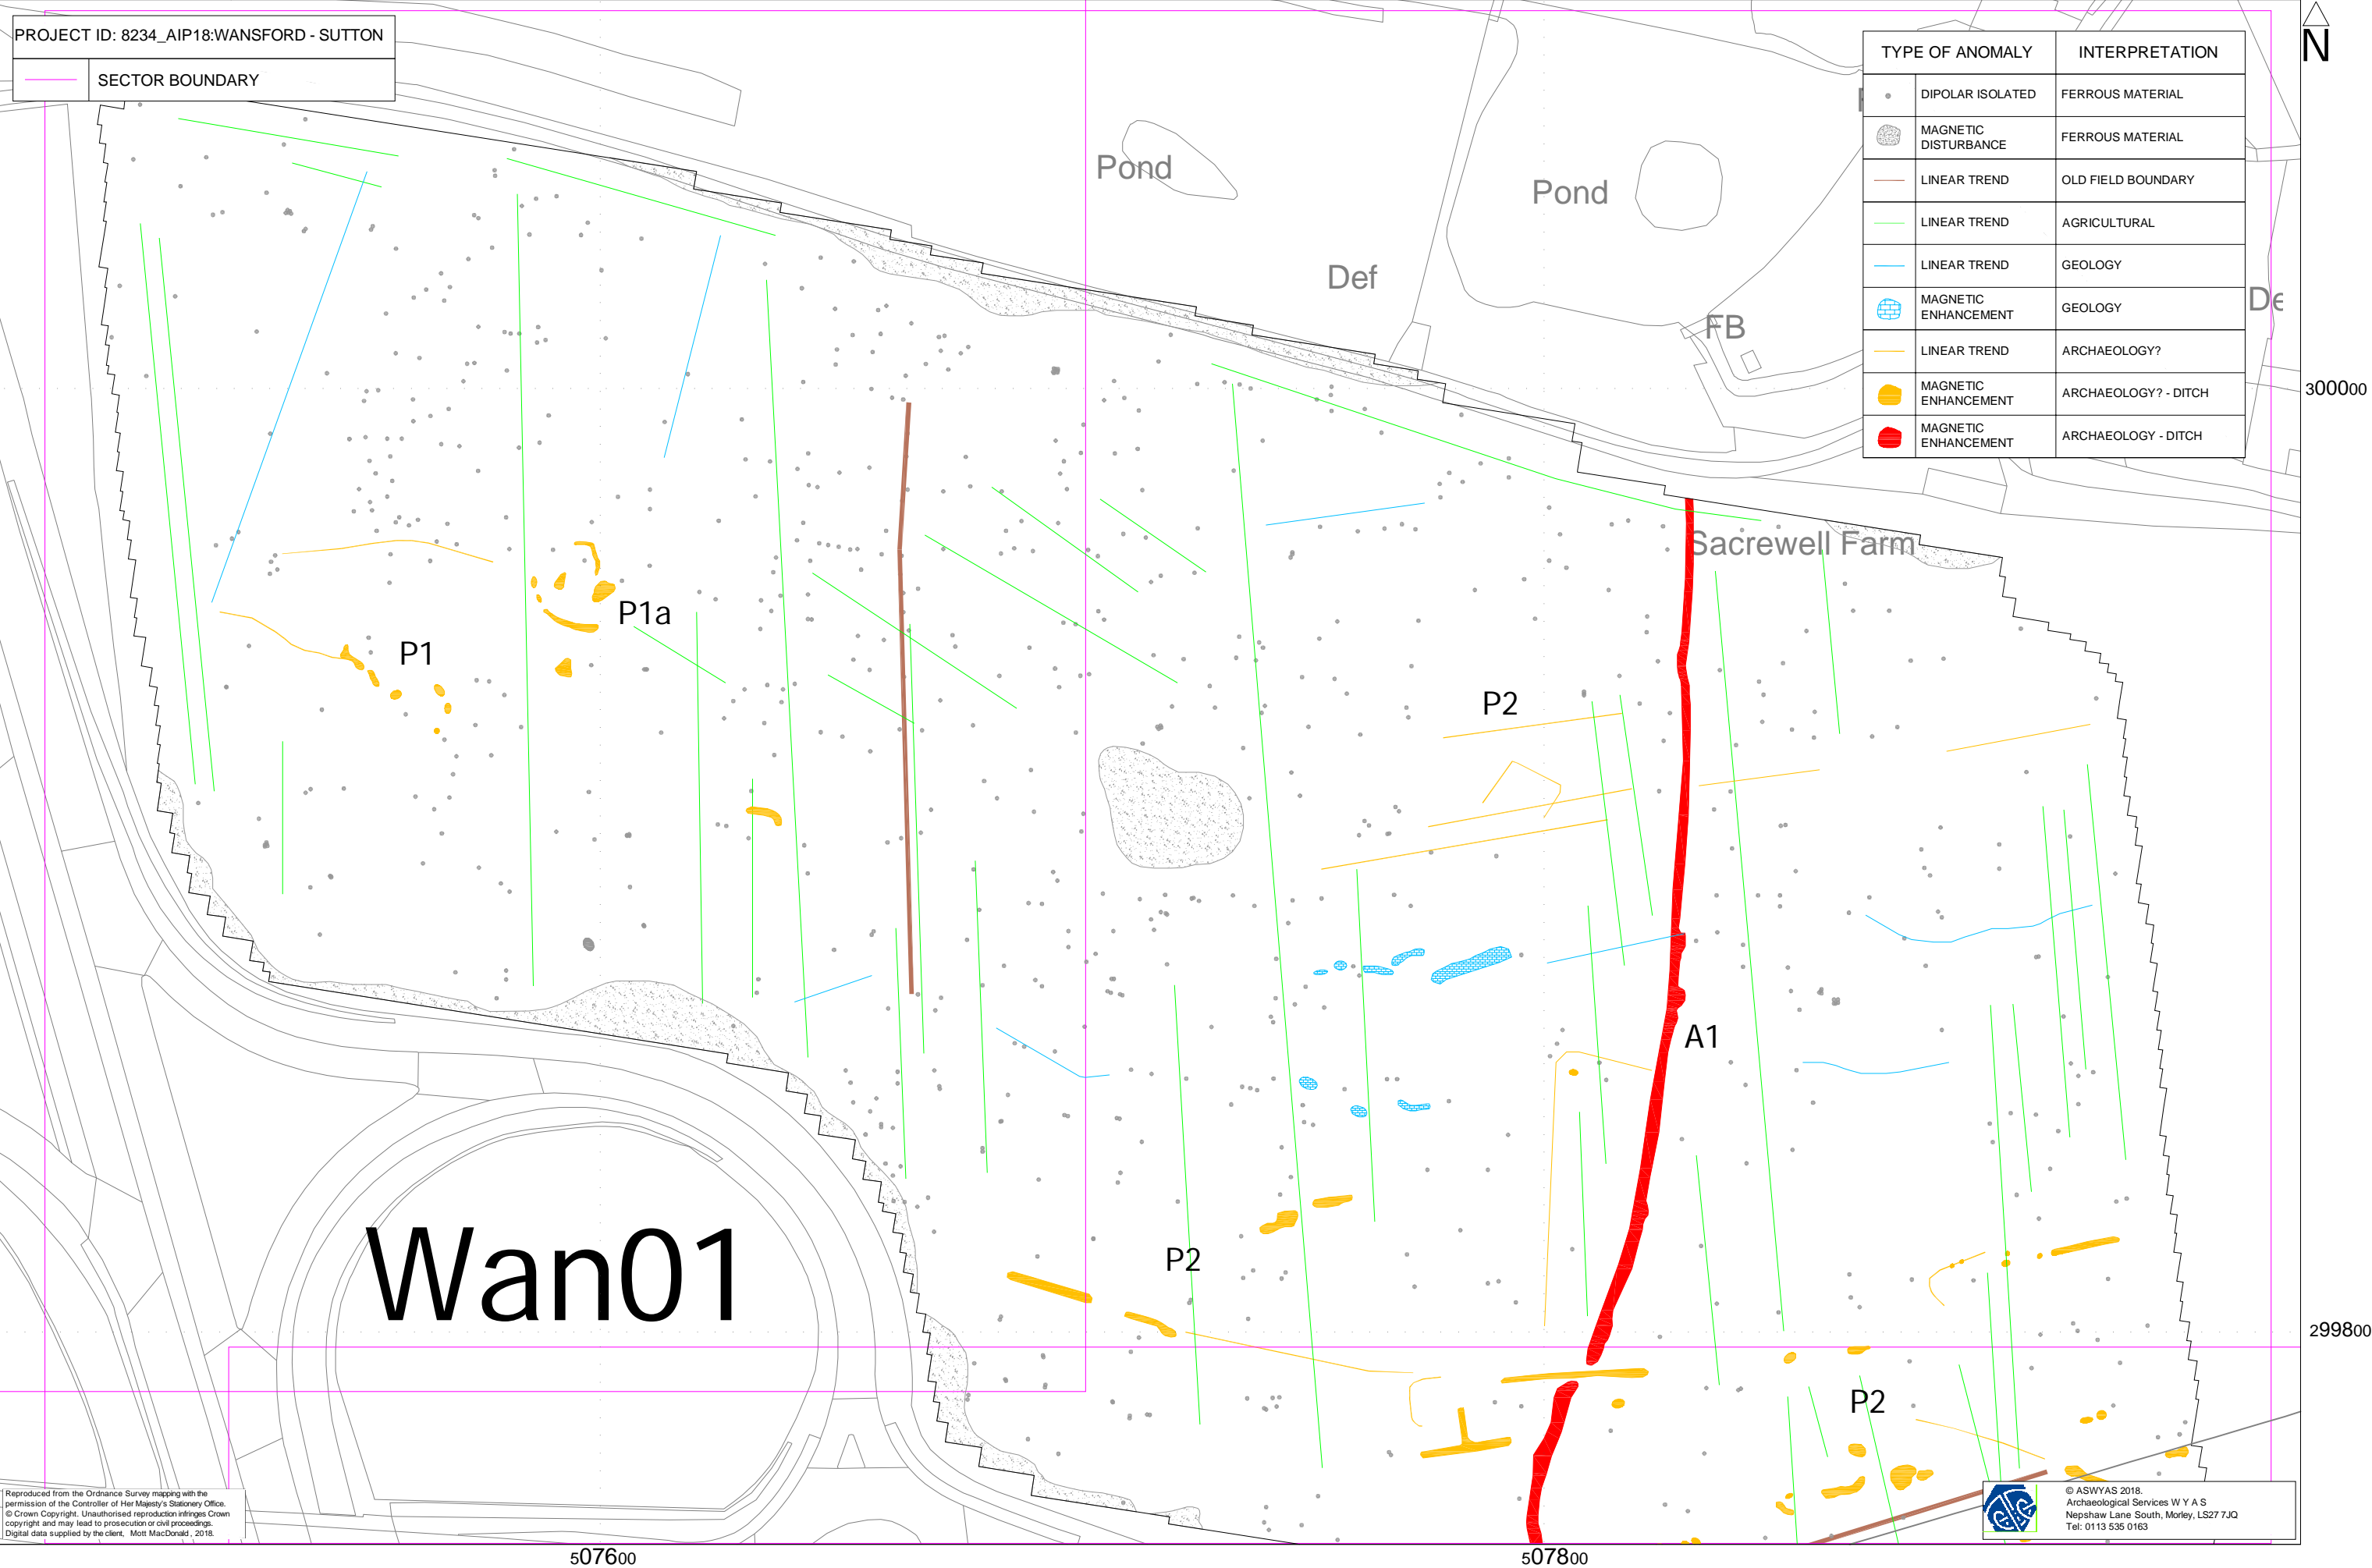 PROJECT ID: 8234_AIP18:WANSFORD - SUTTON
SECTOR BOUNDARY
N
TYPE OF ANOMALY INTERPRETATION
DIPOLAR ISOLATED FERROUS MATERIAL
MAGNETIC
DISTURBANCE FERROUS MATERIAL
LINEAR TREND OLD FIELD BOUNDARY
LINEAR TREND AGRICULTURAL
LINEAR TREND GEOLOGY
MAGNETIC
ENHANCEMENT GEOLOGY
LINEAR TREND ARCHAEOLOGY?
MAGNETIC
ENHANCEMENT ARCHAEOLOGY? - DITCH
MAGNETIC
ENHANCEMENT ARCHAEOLOGY - DITCH
Pond
Pond
Def
De
FB
300000
Sacrewell Farm
P1a
P1
P2
A1
Wan01
P2
299800
P2
Reproduced from the Ordnance Survey mapping with the
permission of the Controller of Her Majesty's Stationery Office.
© Crown Copyright. Unauthorised reproduction infringes Crown
copyright and may lead to prosecution or civil proceedings.
Digital data supplied by the client, Mott MacDonald, 2018.
© ASWYAS 2018.
Archaeological Services W Y A S
Nepshaw Lane South, Morley, LS27 7JQ
Tel: 0113 535 0163
507600
507800